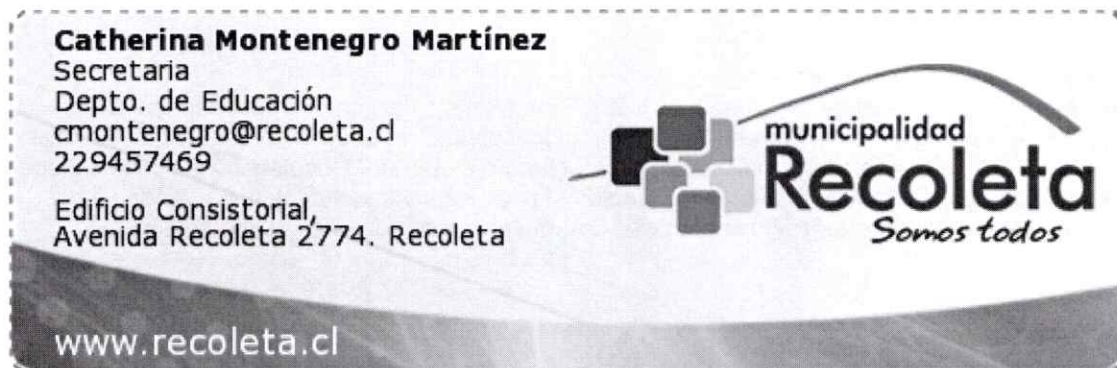 Catherina Montenegro Martínez
Secretaria
Depto. de Educación
cmontenegro@recoleta.cl
229457469
Edificio Consistorial,
Avenida Recoleta 2774. Recoleta
municipalidad
Recoleta
Somos todos
www.recoleta.cl